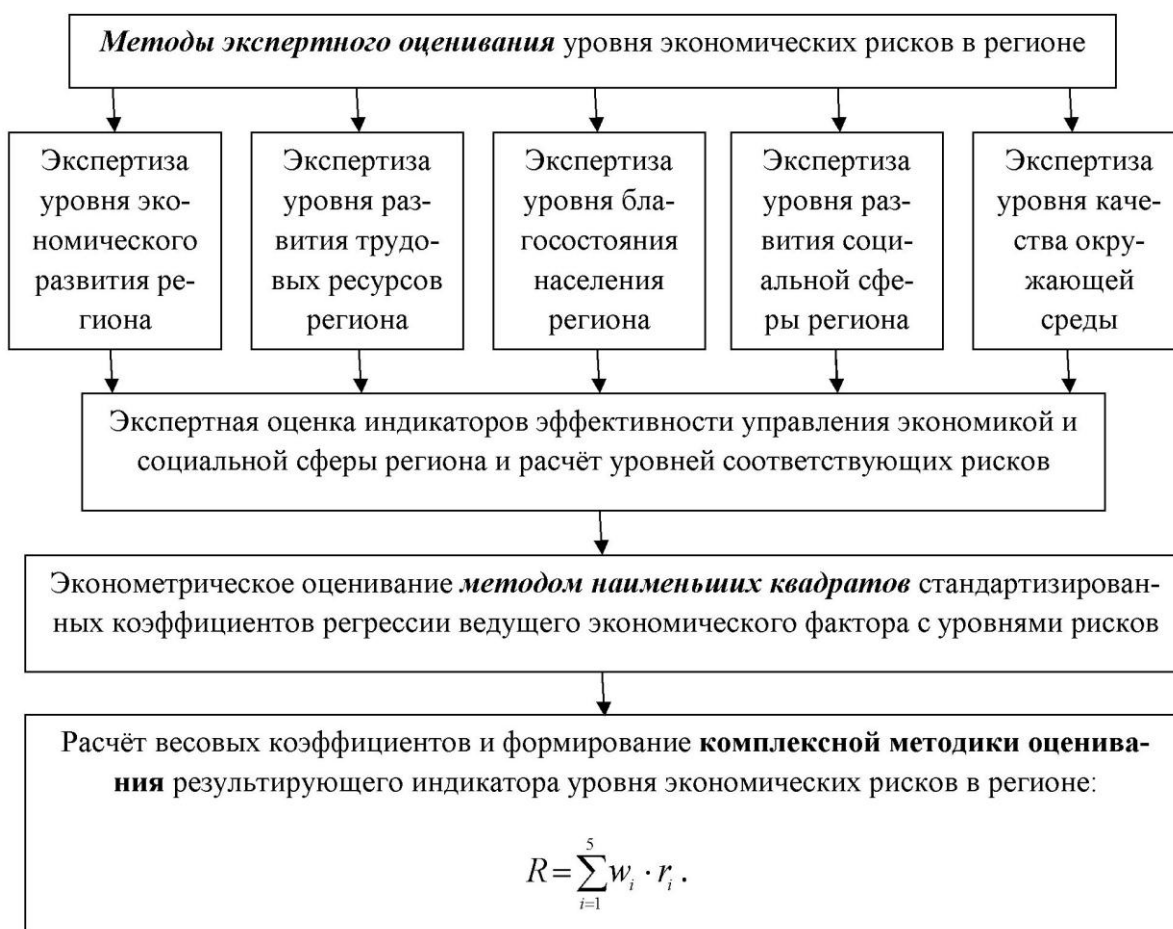 Методы экспертного оценивания уровня экономических рисков в регионе
Экспертиза
уровня эко-
номического
развития ре-
гиона
Экспертиза
уровня раз-
вития трудо-
вых ресурсов
региона
Экспертиза
уровня бла-
госостояния
населения
региона
Экспертиза
уровня раз-
вития соци-
альной сфе-
ры региона
Экспертиза
уровня каче-
ства окру-
жающей
среды
Экспертная оценка индикаторов эффективности управления экономикой и
социальной сферы региона и расчёт уровней соответствующих рисков
Эконометрическое оценивание методом наименьших квадратов стандартизирован-
ных коэффициентов регрессии ведущего экономического фактора с уровнями рисков
Расчёт весовых коэффициентов и формирование комплексной методики оценива-
ния результирующего индикатора уровня экономических рисков в регионе:
R = ∑_{i=1}^{5} w_i · r_i .